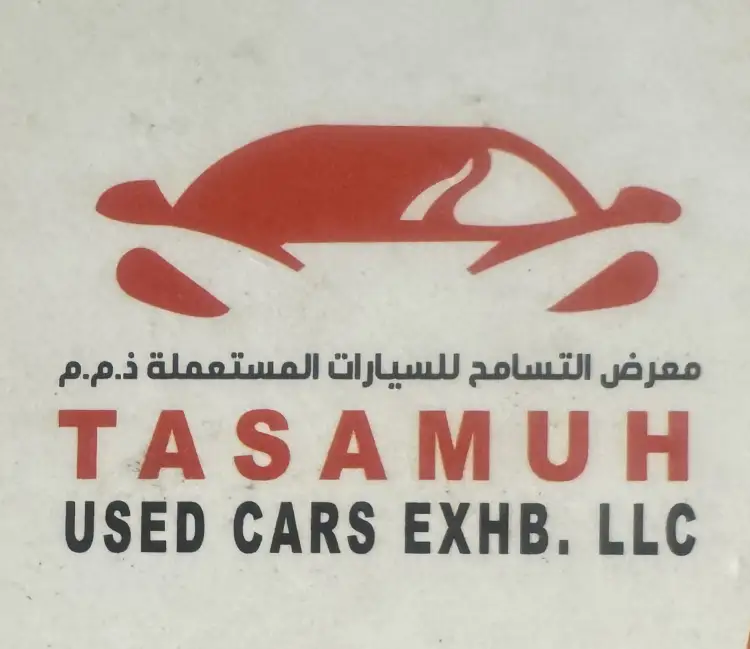 معرض التسامح للسيارات المستعملة ذ.م.م
TASAMUH
USED CARS EXHB. LLC